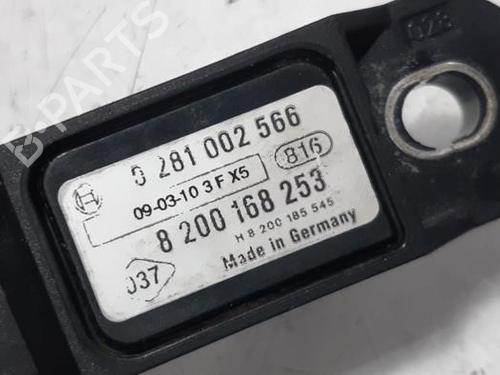 0 281 002 566
09-03-10 3 F X5
816
8 200 168 253
H 8 200 185 545
037
Made in Germany
028
B-PARTS